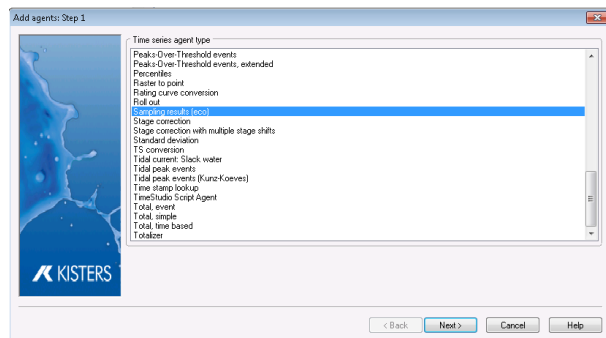 Add agents: Step 1
Time series agent type
Peaks-Over-Threshold events
Peaks-Over-Threshold events, extended
Percentiles
Raster to point
Rating curve conversion
Roll out
Sampling results (eco)
Stage correction
Stage correction with multiple stage shifts
Standard deviation
TS conversion
Tidal current: Slack water
Tidal peak events
Tidal peak events (Kunz-Koeves)
Time stamp lookup
TimeStudio Script Agent
Total, event
Total, simple
Total, time based
Totalizer
KISTERS
< Back
Next >
Cancel
Help